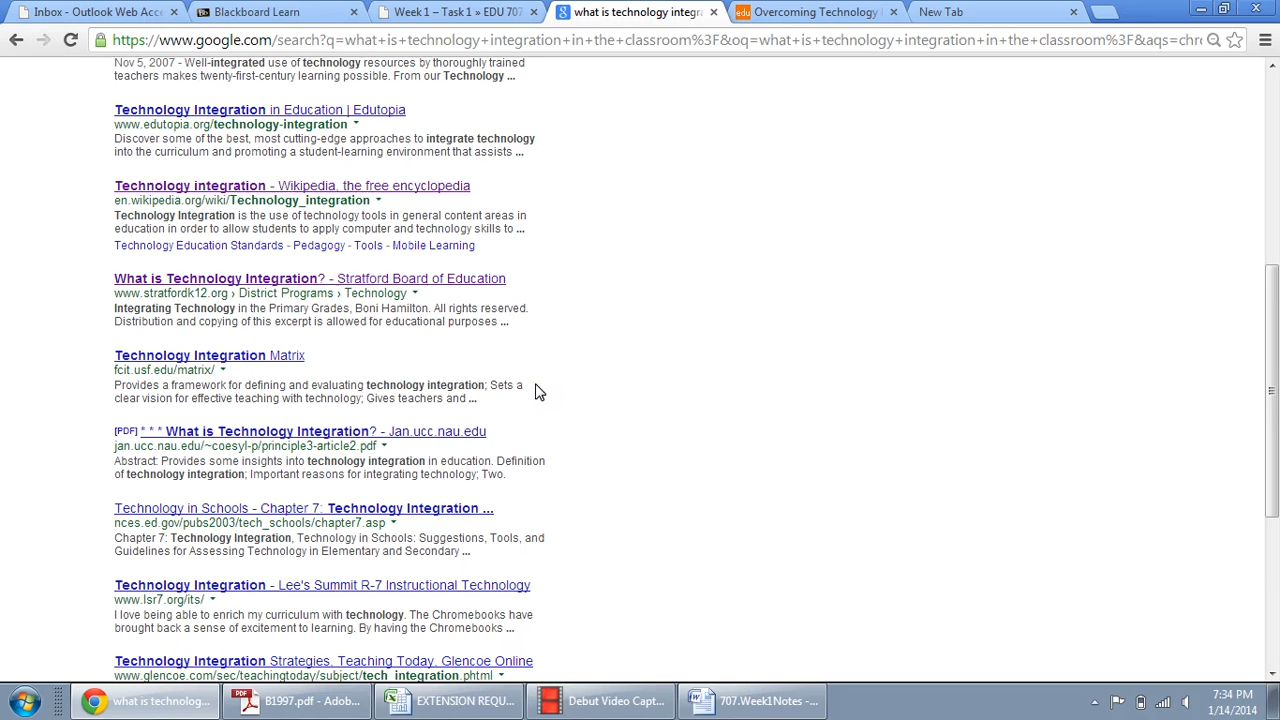 Inbox - Outlook Web Acc
Blackboard Learn
Week 1 – Task 1 » EDU 707
what is technology integr
Overcoming Technology
New Tab
https://www.google.com/search?q=what+is+technology+integration+in+the+classroom%3F&oq=what+is+technology+integration+in+the+classroom%3F&aqs=chro
Nov 5, 2007 - Well-integrated use of technology resources by thoroughly trained
teachers makes twenty-first-century learning possible. From our Technology ...
Technology Integration in Education | Edutopia
www.edutopia.org/technology-integration
Discover some of the best, most cutting-edge approaches to integrate technology
into the curriculum and promoting a student-learning environment that assists ...
Technology integration - Wikipedia, the free encyclopedia
en.wikipedia.org/wiki/Technology_integration
Technology Integration is the use of technology tools in general content areas in
education in order to allow students to apply computer and technology skills to ...
Technology Education Standards - Pedagogy - Tools - Mobile Learning
What is Technology Integration? - Stratford Board of Education
www.stratfordk12.org › District Programs › Technology
Integrating Technology in the Primary Grades, Boni Hamilton. All rights reserved.
Distribution and copying of this excerpt is allowed for educational purposes ...
Technology Integration Matrix
fcit.usf.edu/matrix/
Provides a framework for defining and evaluating technology integration; Sets a
clear vision for effective teaching with technology; Gives teachers and ...
[PDF] * * * What is Technology Integration? - Jan.ucc.nau.edu
jan.ucc.nau.edu/~coesyl-p/principle3-article2.pdf
Abstract: Provides some insights into technology integration in education. Definition
of technology integration; Important reasons for integrating technology; Two.
Technology in Schools - Chapter 7: Technology Integration ...
nces.ed.gov/pubs2003/tech_schools/chapter7.asp
Chapter 7: Technology Integration, Technology in Schools: Suggestions, Tools, and
Guidelines for Assessing Technology in Elementary and Secondary ...
Technology Integration - Lee's Summit R-7 Instructional Technology
www.lsr7.org/its/
I love being able to enrich my curriculum with technology. The Chromebooks have
brought back a sense of excitement to learning. By having the Chromebooks ...
Technology Integration Strategies, Teaching Today, Glencoe Online
www.glencoe.com/sec/teachingtoday/subject/tech_integration.phtml
what is technolog...
B1997.pdf - Adob...
EXTENSION REQU...
Debut Video Capt...
707.Week1Notes -...
7:34 PM
1/14/2014